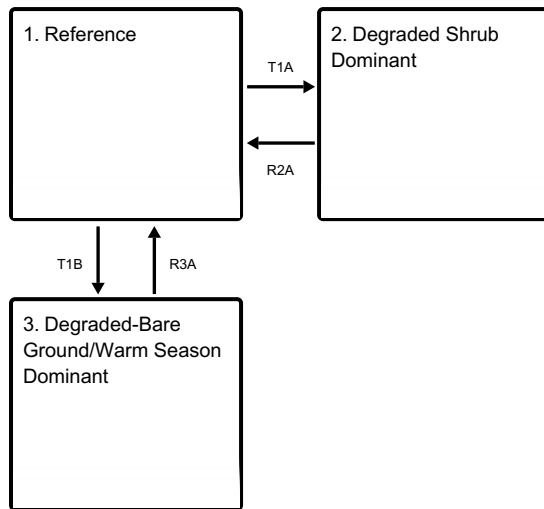 1. Reference
2. Degraded Shrub
Dominant
T1A
R2A
T1B
R3A
3. Degraded-Bare
Ground/Warm Season
Dominant